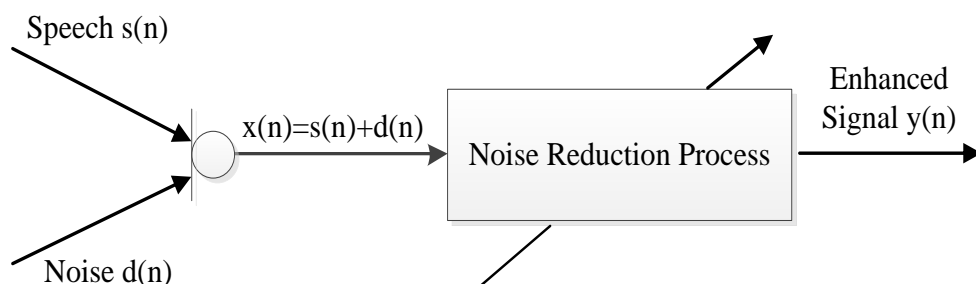 Speech s(n)
x(n)=s(n)+d(n)
Noise d(n)
Noise Reduction Process
Enhanced
Signal y(n)